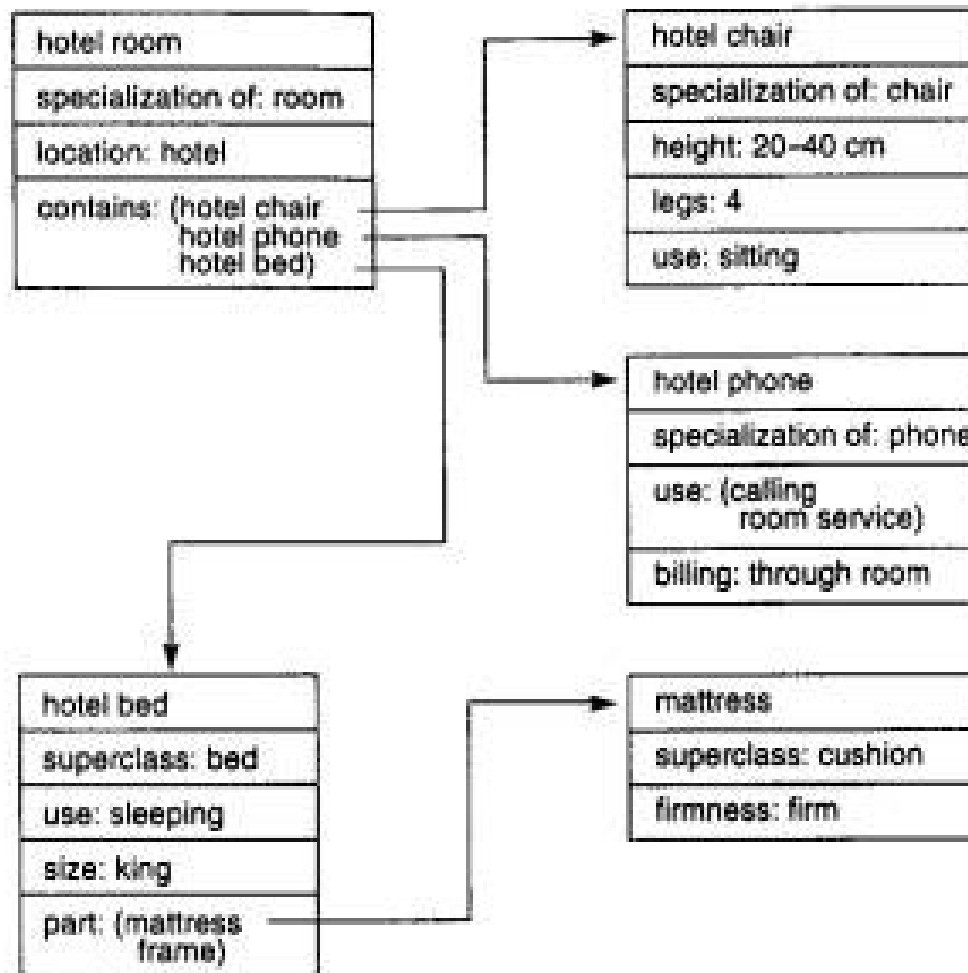 hotel room
specialization of: room
location: hotel
contains: (hotel chair
hotel phone
hotel bed)
hotel chair
specialization of: chair
height: 20–40 cm
legs: 4
use: sitting
hotel phone
specialization of: phone
use: (calling
room service)
billing: through room
hotel bed
superclass: bed
use: sleeping
size: king
part: (mattress
frame)
mattress
superclass: cushion
firmness: firm